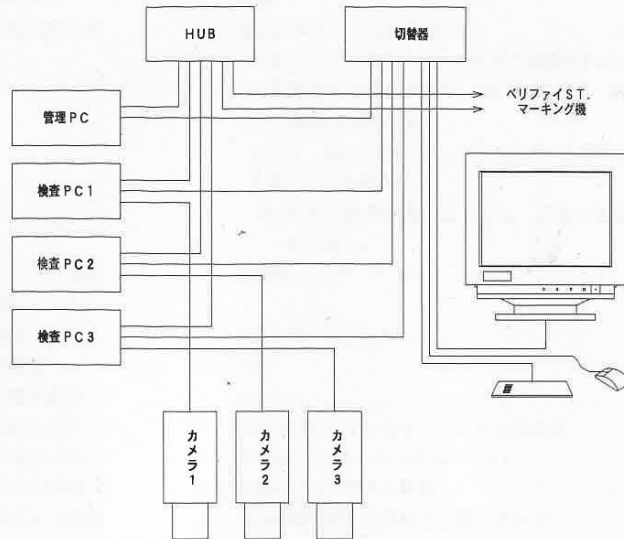 HUB
切替器
ベリファイST.
マーキング機
管理PC
検査PC1
検査PC2
検査PC3
カメラ1
カメラ2
カメラ3